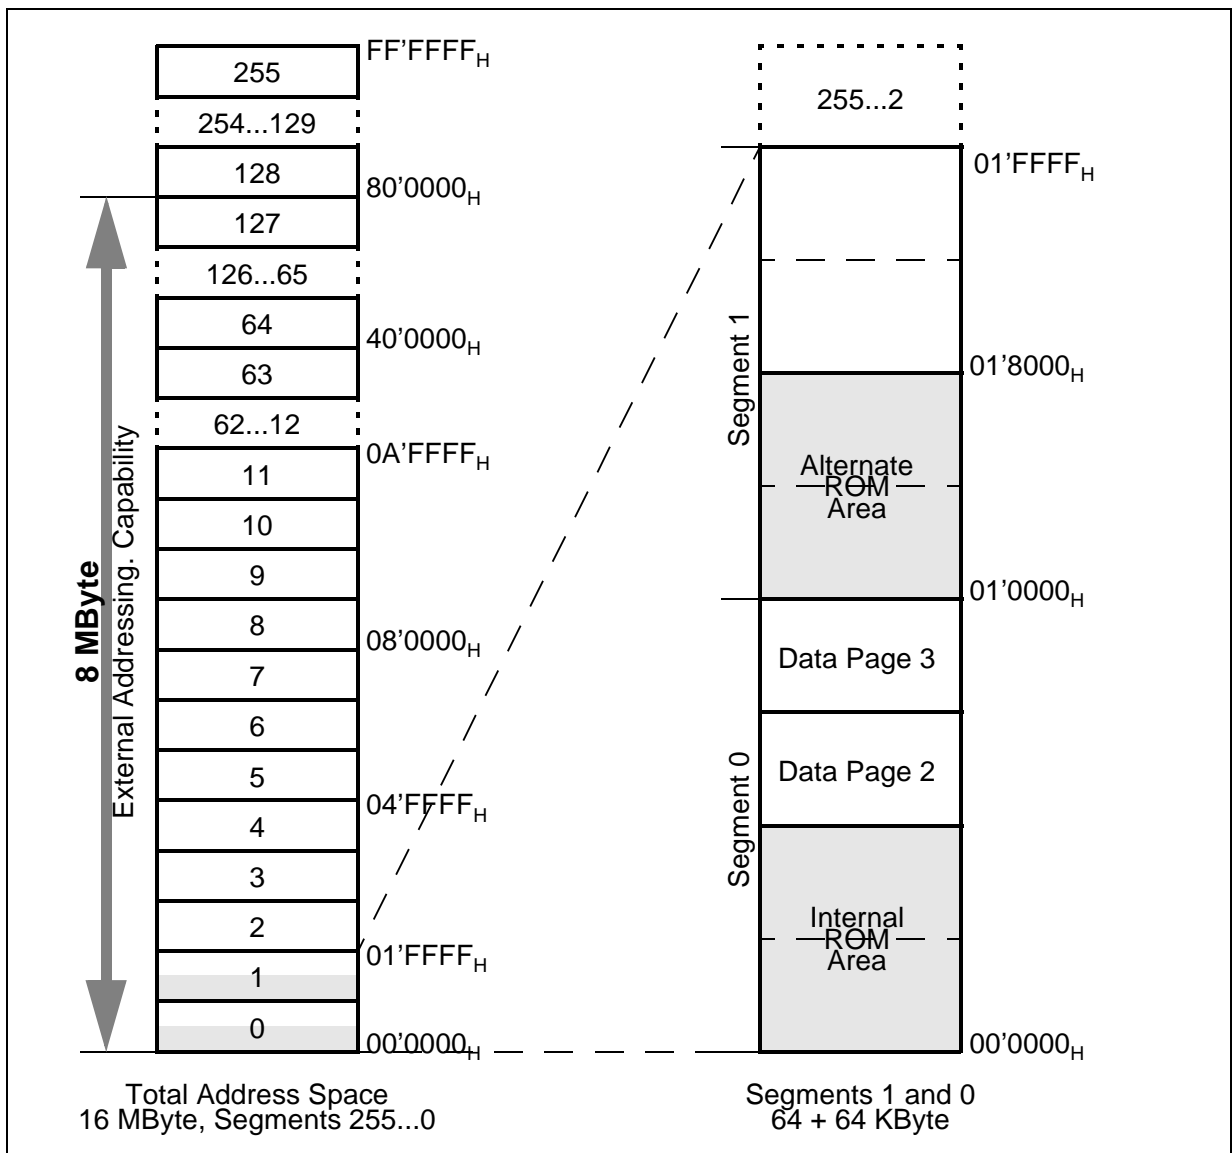 FF’FFFFH
255
254...129
128
80’0000H
127
126...65
64
40’0000H
63
62...12
0A’FFFFH
11
10
9
8
08’0000H
7
6
5
04’FFFFH
4
3
2
01’FFFFH
1
0
00’0000H
8 MByte
External Addressing. Capability
Total Address Space
16 MByte, Segments 255...0
255...2
01’FFFFH
Segment 1
01’8000H
Alternate
ROM
Area
01’0000H
Data Page 3
Data Page 2
Segment 0
Internal
ROM
Area
00’0000H
Segments 1 and 0
64 + 64 KByte